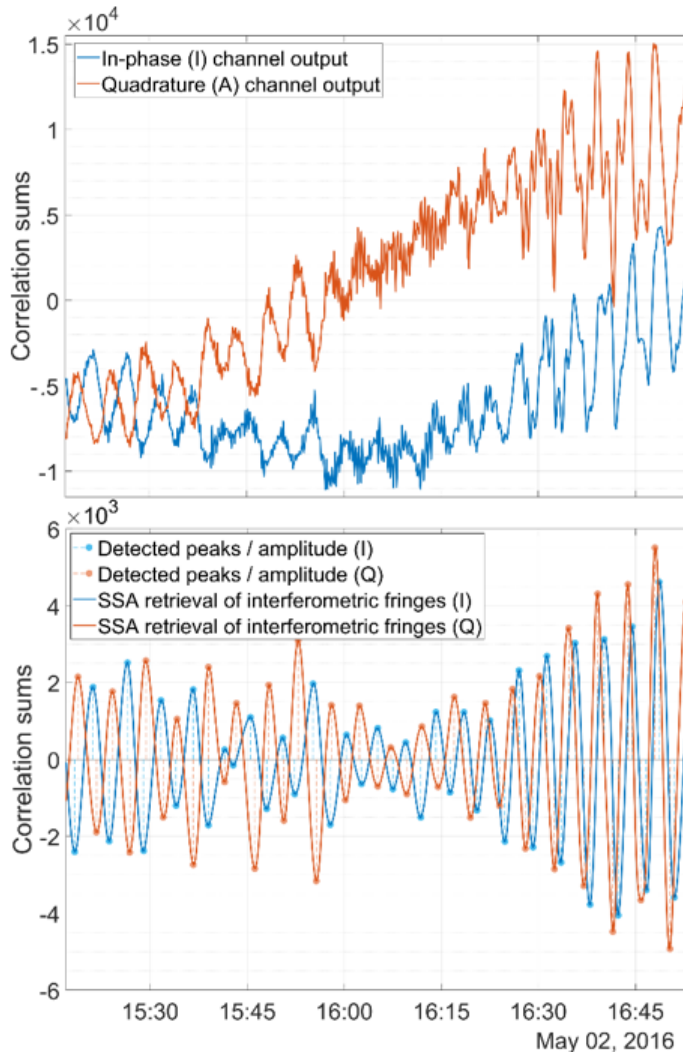 ×10⁴
1.5
In-phase (I) channel output
Quadrature (A) channel output
1
.5
0
-.5
-1
Correlation sums
×10³
6
Detected peaks / amplitude (I)
Detected peaks / amplitude (Q)
SSA retrieval of interferometric fringes (I)
SSA retrieval of interferometric fringes (Q)
4
2
0
-2
-4
-6
Correlation sums
15:30 15:45 16:00 16:15 16:30 16:45
May 02, 2016